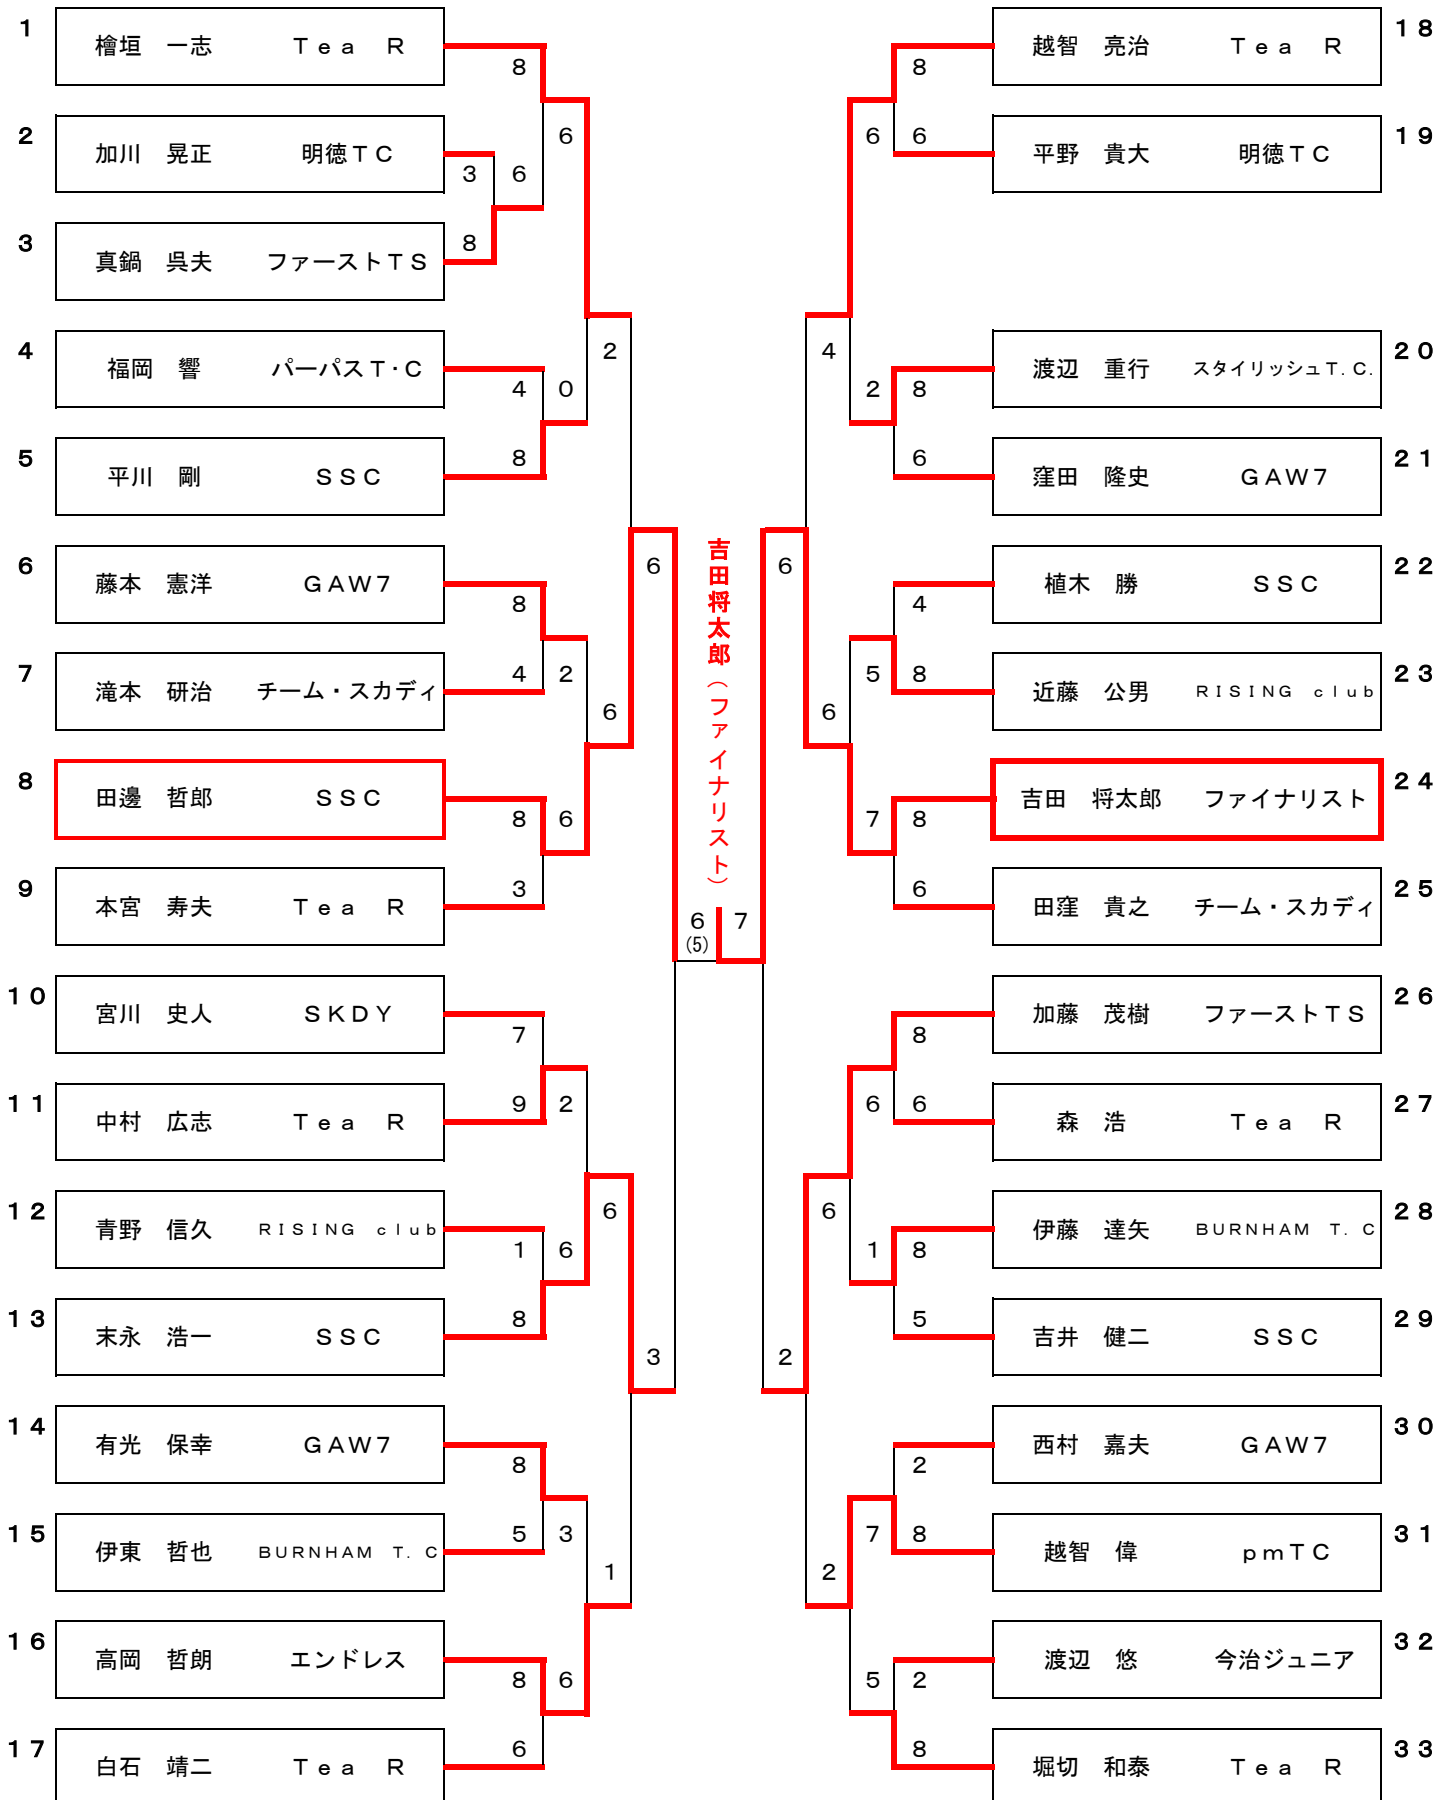 1 檜垣 一志 Tea R
8
2 加川 晃正 明徳TC
6
3 6
3 真鍋 呉夫 ファーストTS
8
4 福岡 響 パーパスT・C
2
4 0
5 平川 剛 SSC
8
6 藤本 憲洋 GAW7
6
8
7 滝本 研治 チーム・スカディ
4 2
6
8 田邊 哲郎 SSC
8 6
9 本宮 寿夫 Tea R
3
10 宮川 史人 SKDY
7
11 中村 広志 Tea R
9 2
12 青野 信久 RISING club
6
1 6
13 末永 浩一 SSC
8
3
14 有光 保幸 GAW7
8
15 伊東 哲也 BURNHAM T. C
5 3
1
16 高岡 哲朗 エンドレス
8 6
17 白石 靖二 Tea R
6
吉田将太郎(ファイナリスト)
6 7
(5)
越智 亮治 Tea R 18
8
平野 貴大 明徳TC 19
6 6
渡辺 重行 スタイリッシュT. C. 20
4
2 8
窪田 隆史 GAW7 21
6
植木 勝 SSC 22
6
4
近藤 公男 RISING club 23
5 8
6
吉田 将太郎 ファイナリスト 24
7 8
田窪 貴之 チーム・スカディ 25
6
加藤 茂樹 ファーストTS 26
8
森 浩 Tea R 27
6 6
伊藤 達矢 BURNHAM T. C 28
6
1 8
吉井 健二 SSC 29
5
2
西村 嘉夫 GAW7 30
2
越智 偉 pmTC 31
7 8
2
渡辺 悠 今治ジュニア 32
5 2
堀切 和泰 Tea R 33
8